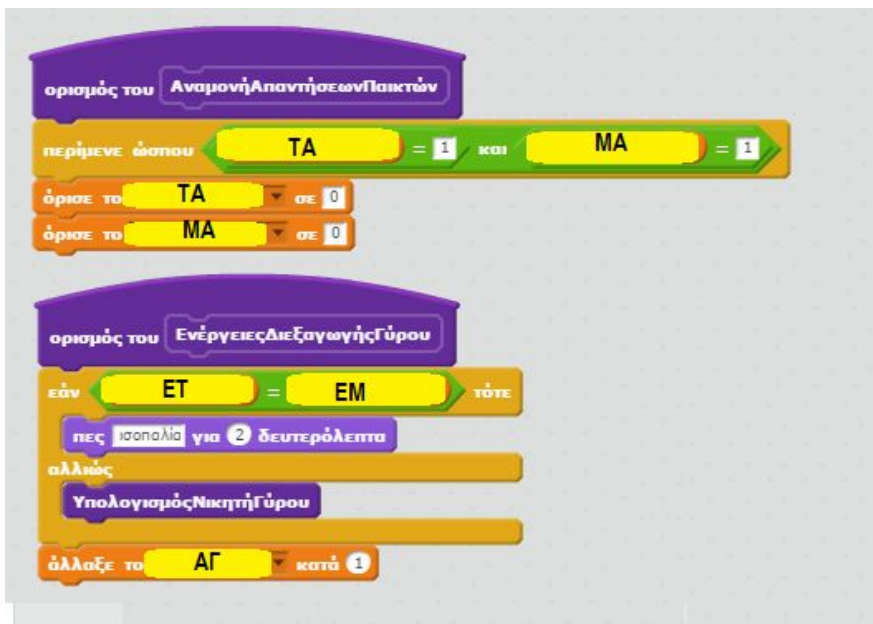 ορισμός του ΑναμονήΑπαντήσεωνΠαικτών
περίμενε ώσπου ΤΑ = 1 και ΜΑ = 1
όρισε το ΤΑ σε 0
όρισε το ΜΑ σε 0
ορισμός του ΕνέργειεςΔιεξαγωγήςΓύρου
εάν ΕΤ = ΕΜ τότε
πες ισοπαλία για 2 δευτερόλεπτα
αλλιώς
ΥπολογισμόςΝικητήΓύρου
άλλαξε το ΑΓ κατά 1